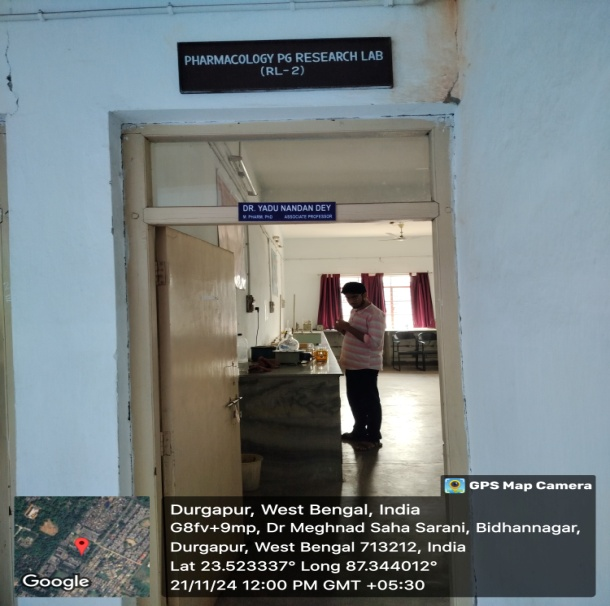 PHARMACOLOGY PG RESEARCH LAB
(RL-2)
DR. YADU NANDAN DEY
M. PHARM, PhD ASSOCIATE PROFESSOR
GPS Map Camera
Durgapur, West Bengal, India
G8fv+9mp, Dr Meghnad Saha Sarani, Bidhannagar,
Durgapur, West Bengal 713212, India
Lat 23.523337° Long 87.344012°
21/11/24 12:00 PM GMT +05:30
Google